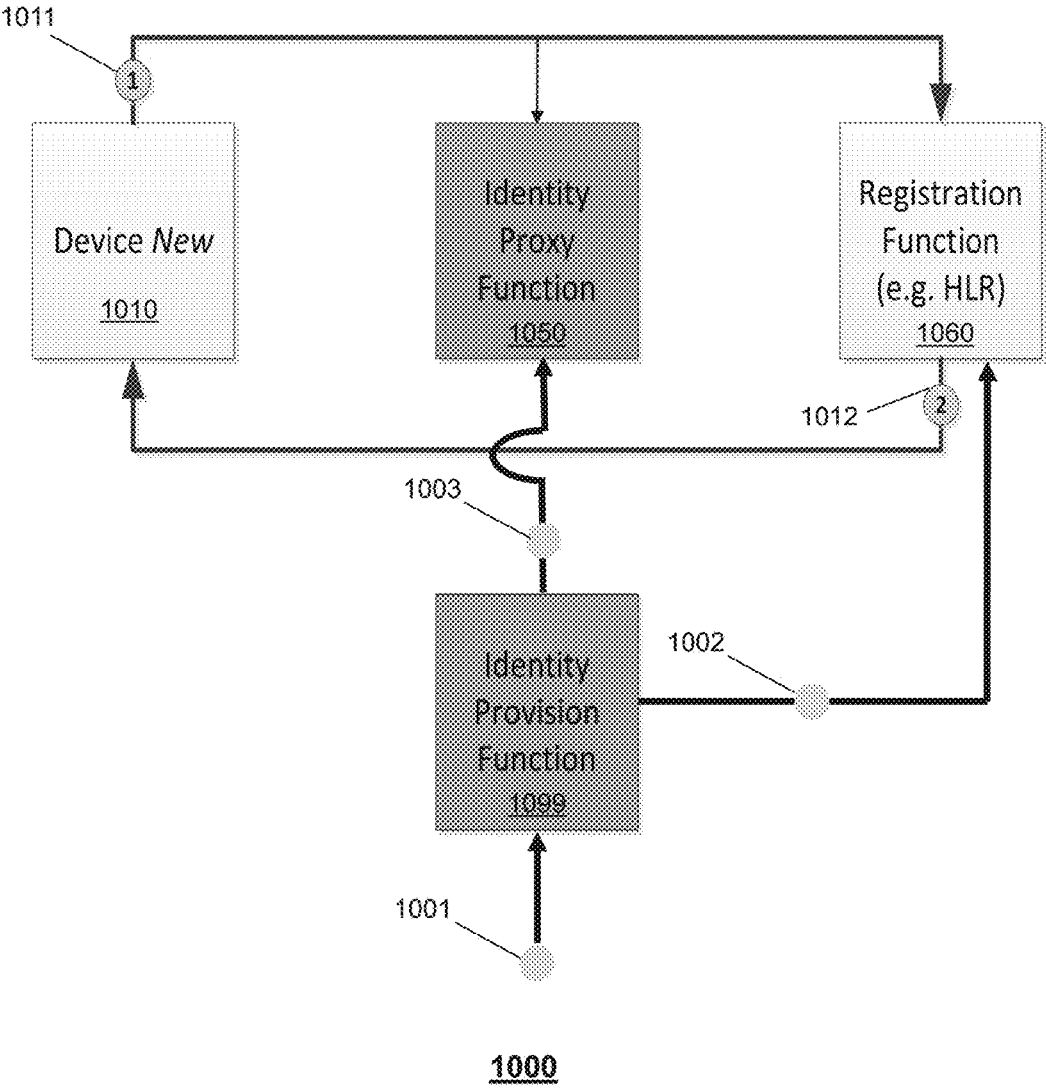 1011
1
Device New
1010
Identity
Proxy
Function
1050
Registration
Function
(e.g. HLR)
1060
1012
2
1003
1002
Identity
Provision
Function
1099
1001
1000